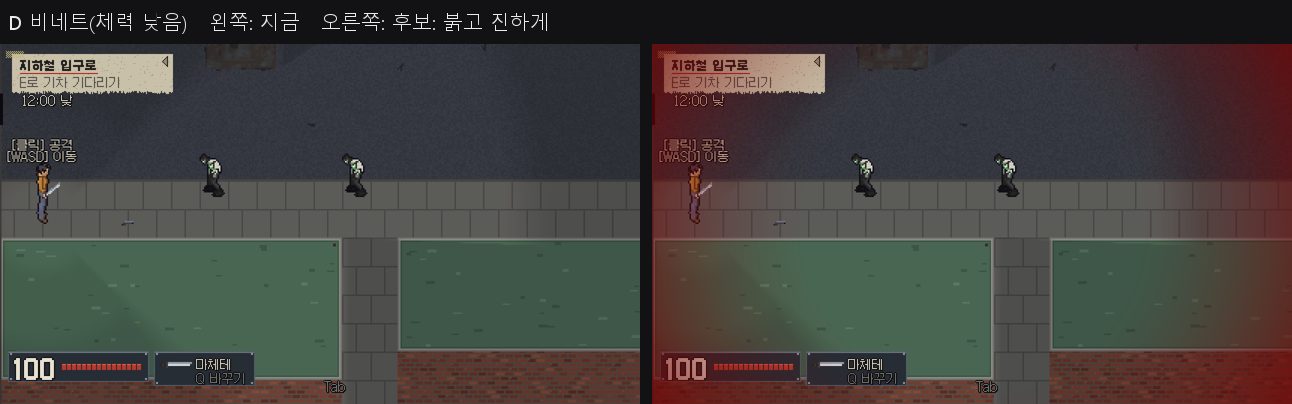 D 비네트(체력 낮음) 왼쪽: 지금 오른쪽: 후보: 붉고 진하게
지하철 입구로
E로 기차 기다리기
12:00 낮
[클릭] 공격
[WASD] 이동
100
마체테
Q 바꾸기
Tab
지하철 입구로
E로 기차 기다리기
12:00 낮
[클릭] 공격
[WASD] 이동
100
마체테
Q 바꾸기
Tab